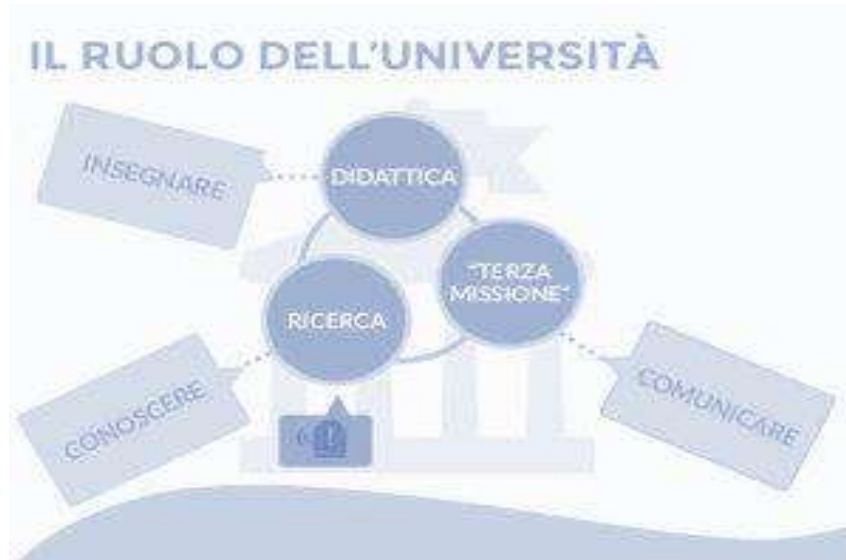 IL RUOLO DELL'UNIVERSITÀ
INSEGNARE
DIDATTICA
"TERZA
MISSIONE"
RICERCA
CONOSCERE
COMUNICARE